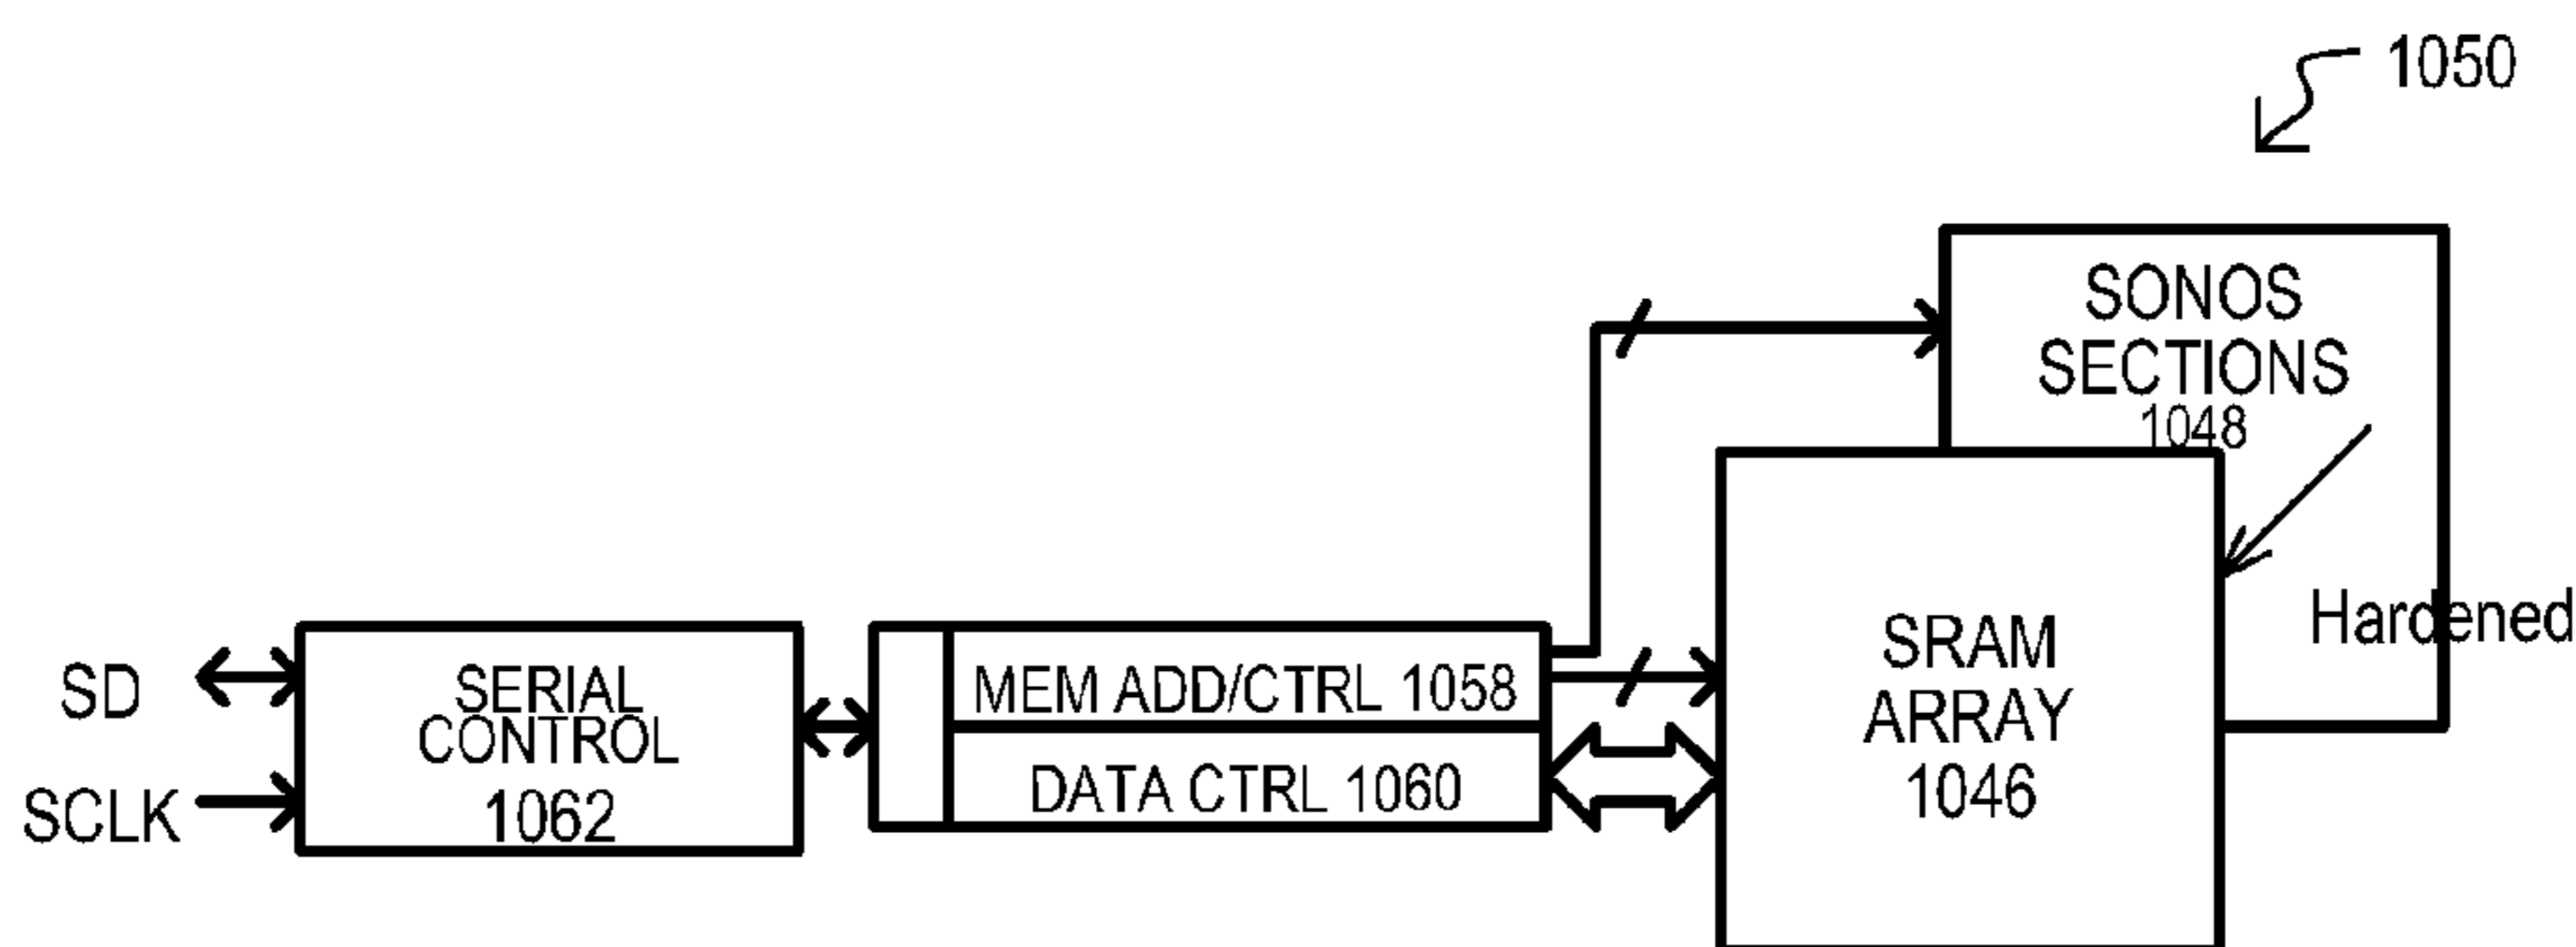 1050
SONOS
SECTIONS
1048
Hardened
SD
SCLK
SERIAL
CONTROL
1062
MEM ADD/CTRL 1058
DATA CTRL 1060
SRAM
ARRAY
1046